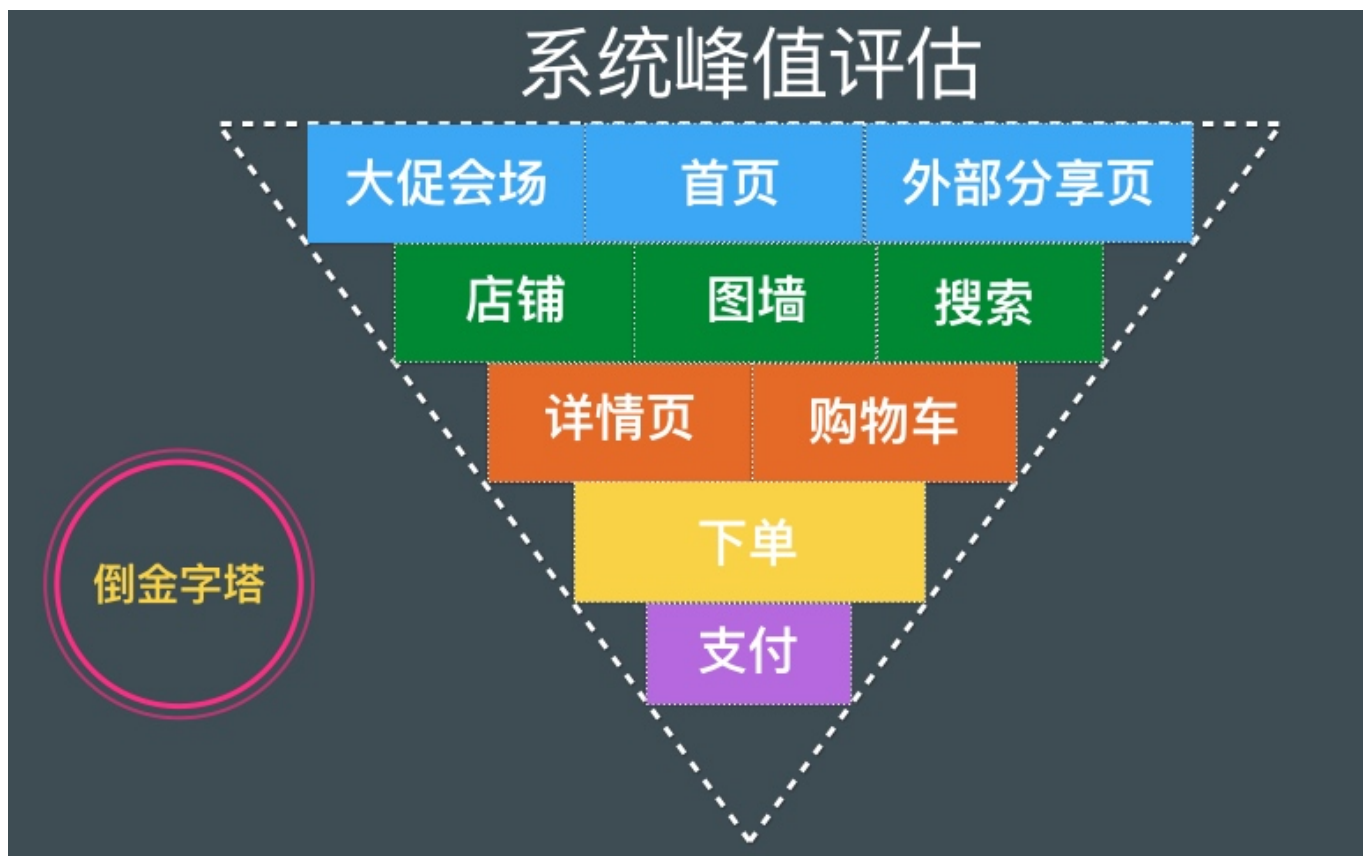 系统峰值评估
大促会场 首页 外部分享页
店铺 图墙 搜索
详情页 购物车
下单
倒金字塔
支付